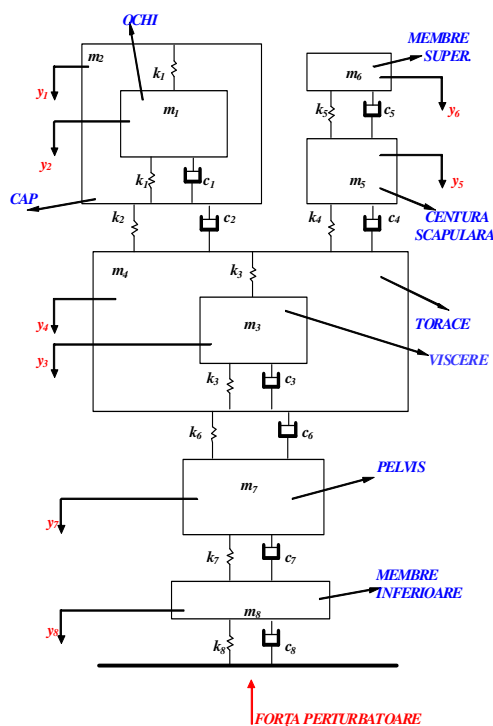 OCHI
m2
k1
y1
m1
y2
k1
c1
CAP
k2
c2
MEMBRE
SUPER.
m6
k5
c5
y6
m5
y5
k4
c4
CENTURA
SCAPULARA
m4
k3
y4
m3
y3
k3
c3
TORACE
VISCERE
k6
c6
m7
PELVIS
y7
k7
c7
MEMBRE
INFERIOARE
m8
y8
k8
c8
FORȚA PERTURBATOARE